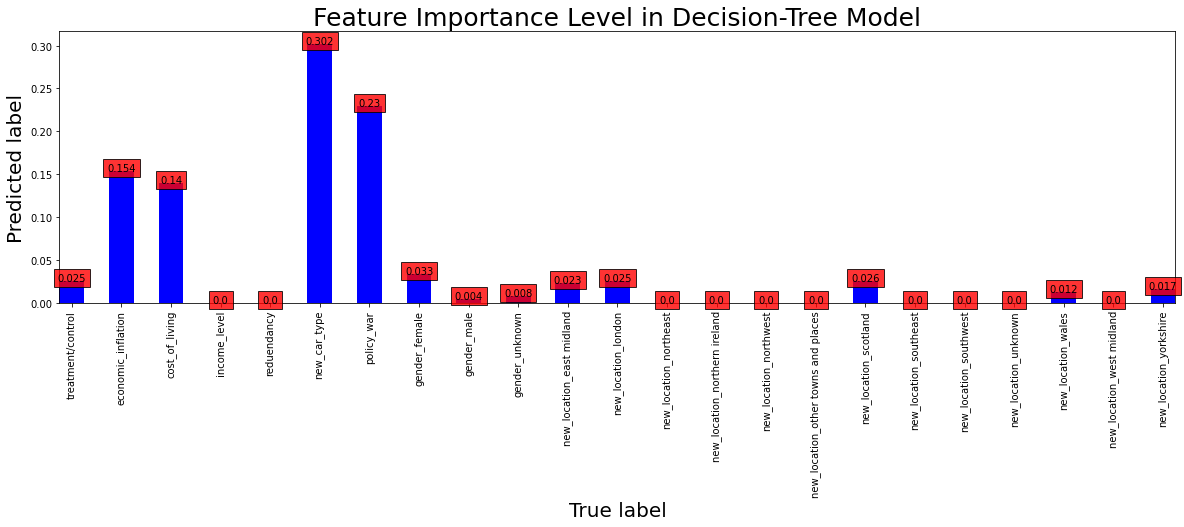 Feature Importance Level in Decision-Tree Model
Predicted label
0.30
0.25
0.20
0.15
0.10
0.05
0.00
0.025
0.154
0.14
0.0
0.0
0.302
0.23
0.033
0.004
0.008
0.023
0.025
0.0
0.0
0.0
0.0
0.026
0.0
0.0
0.0
0.012
0.0
0.017
treatment/control
economic_inflation
cost_of_living
income_level
reduendancy
new_car_type
policy_war
gender_female
gender_male
gender_unknown
new_location_east midland
new_location_london
new_location_northeast
new_location_northern ireland
new_location_northwest
new_location_other towns and places
new_location_scotland
new_location_southeast
new_location_southwest
new_location_unknown
new_location_wales
new_location_west midland
new_location_yorkshire
True label